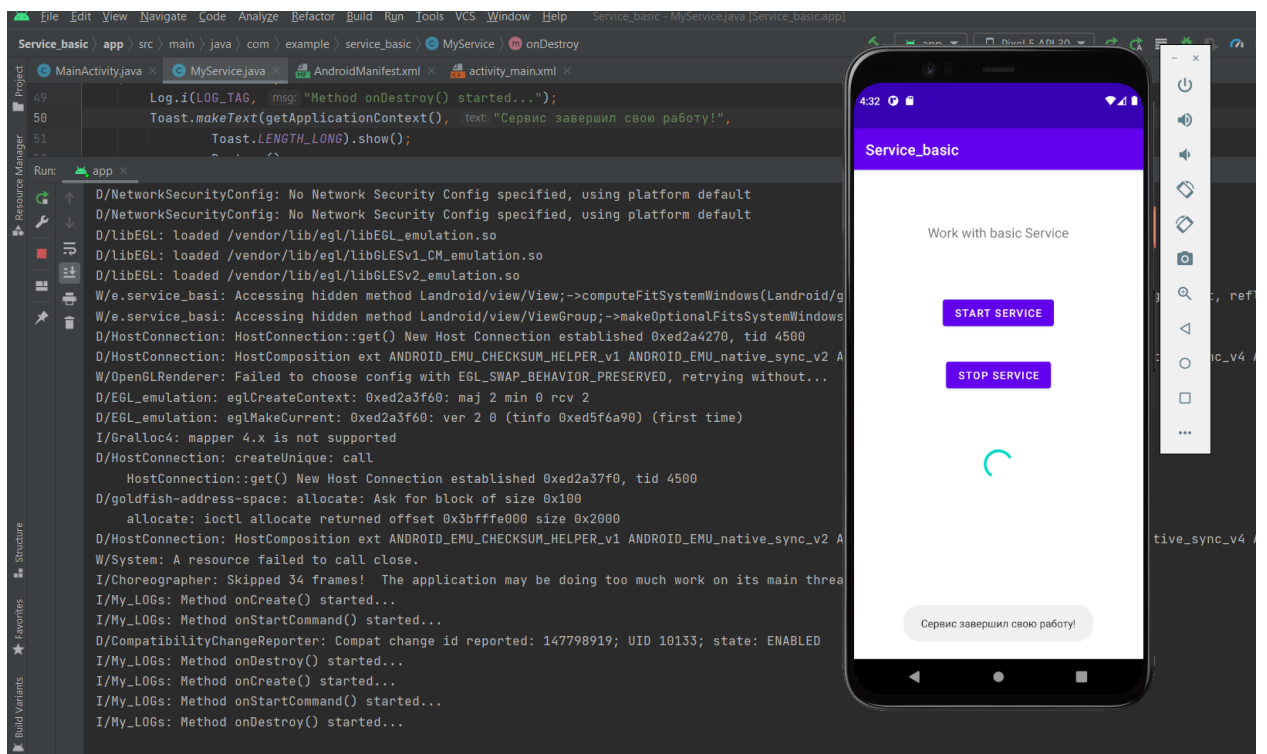 File Edit View Navigate Code Analyze Refactor Build Run Tools VCS Window Help Service_basic - MyService.java [Service_basic.app]
Service_basic app src main java com example service_basic MyService onDestroy
app Pixel 5 API 30
MainActivity.java MyService.java AndroidManifest.xml activity_main.xml
49 Log.i(LOG_TAG, msg: "Method onDestroy() started...");
50 Toast.makeText(getApplicationContext(), text: "Сервис завершил свою работу!",
51 Toast.LENGTH_LONG).show();
Run: app
D/NetworkSecurityConfig: No Network Security Config specified, using platform default
D/NetworkSecurityConfig: No Network Security Config specified, using platform default
D/libEGL: loaded /vendor/lib/egl/libEGL_emulation.so
D/libEGL: loaded /vendor/lib/egl/libGLESv1_CM_emulation.so
D/libEGL: loaded /vendor/lib/egl/libGLESv2_emulation.so
W/e.service_basi: Accessing hidden method Landroid/view/View;->computeFitSystemWindows(Landroid/g
W/e.service_basi: Accessing hidden method Landroid/view/ViewGroup;->makeOptionalFitsSystemWindows
D/HostConnection: HostConnection::get() New Host Connection established 0xed2a4270, tid 4500
D/HostConnection: HostComposition ext ANDROID_EMU_CHECKSUM_HELPER_v1 ANDROID_EMU_native_sync_v2 A
W/OpenGLRenderer: Failed to choose config with EGL_SWAP_BEHAVIOR_PRESERVED, retrying without...
D/EGL_emulation: eglCreateContext: 0xed2a3f60: maj 2 min 0 rcv 2
D/EGL_emulation: eglMakeCurrent: 0xed2a3f60: ver 2 0 (tinfo 0xed5f6a90) (first time)
I/Gralloc4: mapper 4.x is not supported
D/HostConnection: createUnique: call
HostConnection::get() New Host Connection established 0xed2a37f0, tid 4500
D/goldfish-address-space: allocate: Ask for block of size 0x100
allocate: ioctl allocate returned offset 0x3bfffe000 size 0x2000
D/HostConnection: HostComposition ext ANDROID_EMU_CHECKSUM_HELPER_v1 ANDROID_EMU_native_sync_v2 A
tive_sync_v4 A
W/System: A resource failed to call close.
I/Choreographer: Skipped 34 frames! The application may be doing too much work on its main threa
I/My_LOGs: Method onCreate() started...
I/My_LOGs: Method onStartCommand() started...
D/CompatibilityChangeReporter: Compat change id reported: 147798919; UID 10133; state: ENABLED
I/My_LOGs: Method onDestroy() started...
I/My_LOGs: Method onCreate() started...
I/My_LOGs: Method onStartCommand() started...
I/My_LOGs: Method onDestroy() started...
Project
Resource Manager
Structure
Favorites
Build Variants
4:32
Service_basic
Work with basic Service
START SERVICE
STOP SERVICE
Сервис завершил свою работу!